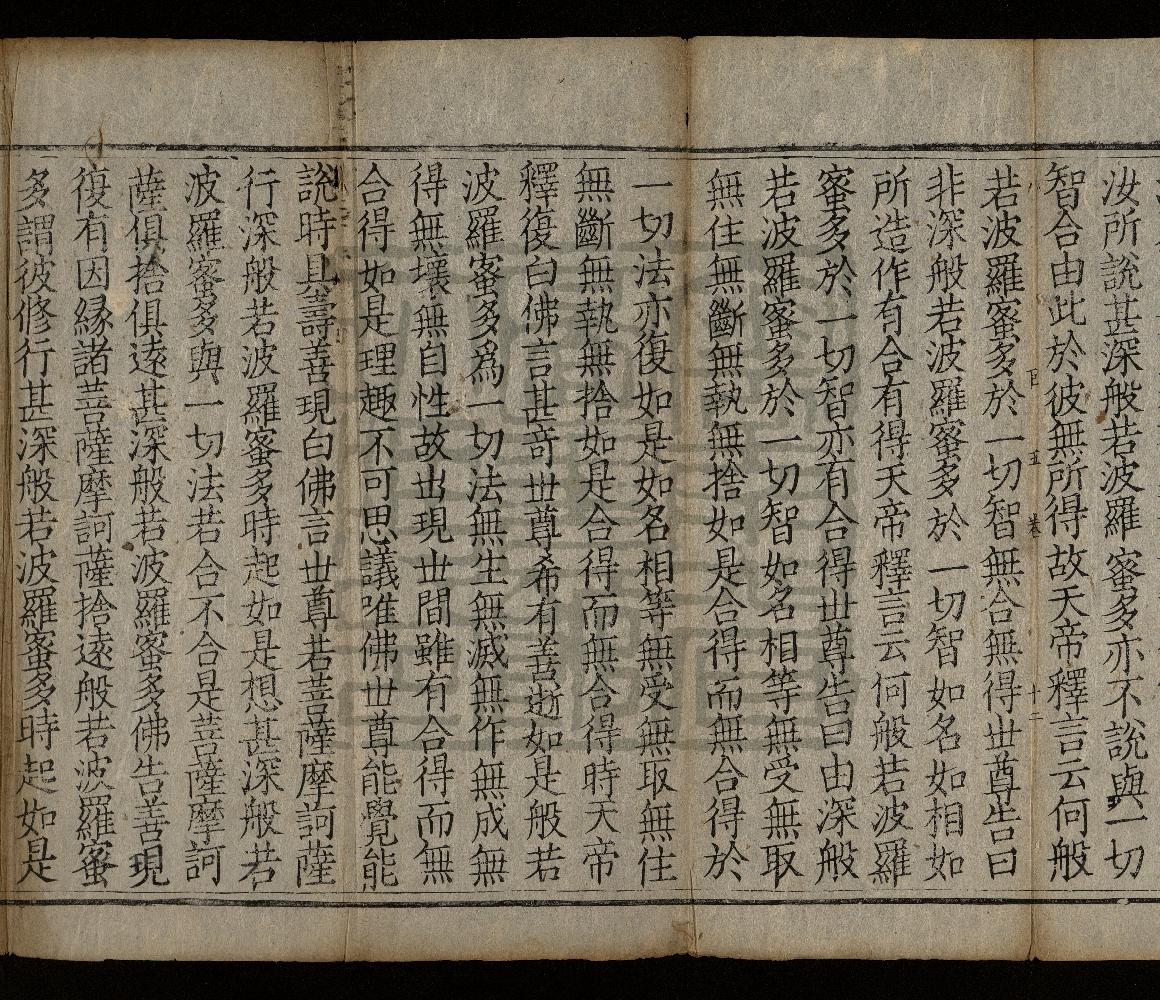 汝所說甚深般若波羅蜜多亦不說與一切
智合由此於彼無所得故天帝釋言云何般
巨 五 卷 十二
若波羅蜜多於一切智無合無得世尊告曰
非深般若波羅蜜多於一切智如名如相如
所造作有合有得天帝釋言云何般若波羅
蜜多於一切智亦有合得世尊告曰由深般
若波羅蜜多於一切智如名相等無受無取
無住無斷無執無捨如是合得而無合得於
一切法亦復如是如名相等無受無取無住
無斷無執無捨如是合得而無合得時天帝
釋復白佛言甚奇世尊希有善逝如是般若
波羅蜜多為一切法無生無滅無作無成無
得無壞無自性故出現世間雖有合得而無
合得如是理趣不可思議唯佛世尊能覺能
說時具壽善現白佛言世尊若菩薩摩訶薩
行深般若波羅蜜多時起如是想甚深般若
波羅蜜多與一切法若合不合是菩薩摩訶
薩俱捨俱遠甚深般若波羅蜜多佛告善現
復有因緣諸菩薩摩訶薩捨遠般若波羅蜜
多謂彼修行甚深般若波羅蜜多時起如是